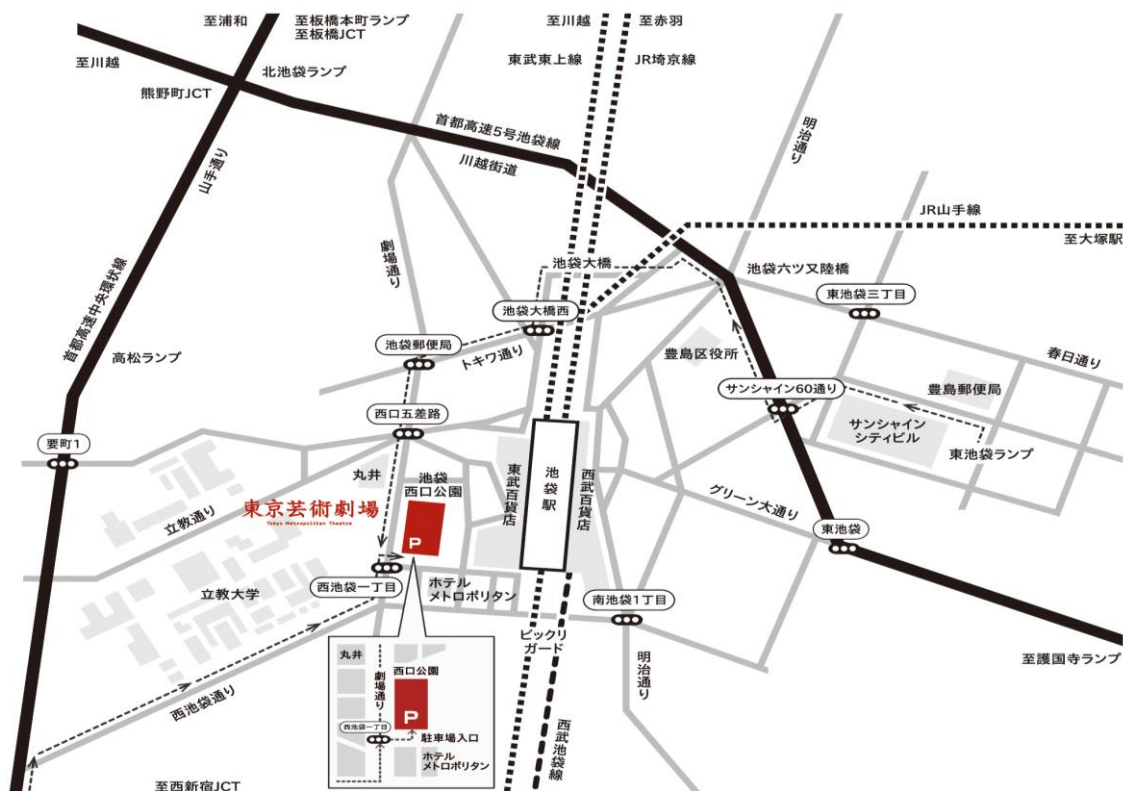 至浦和
至板橋本町ランプ
至板橋JCT
至川越
至赤羽
至川越
東武東上線
JR埼京線
北池袋ランプ
熊野町JCT
首都高速5号池袋線
川越街道
明治通り
山手通り
JR山手線
至大塚駅
劇場通り
池袋大橋
池袋六ツ又陸橋
首都高速中央環状線
東池袋三丁目
池袋大橋西
高松ランプ
池袋郵便局
トキワ通り
豊島区役所
春日通り
サンシャイン60通り
豊島郵便局
西口五差路
サンシャイン
シティビル
要町1
東池袋ランプ
丸井
池袋
西口公園
東武百貨店
池袋駅
西武百貨店
グリーン大通り
東京芸術劇場
Tokyo Metropolitan Theatre
P
立教通り
東池袋
西池袋一丁目
ホテル
メトロポリタン
立教大学
南池袋1丁目
ビックリ
ガード
明治通り
至護国寺ランプ
西池袋通り
丸井
西口公園
劇場通り
P
西池袋一丁目
駐車場入口
ホテル
メトロポリタン
西武池袋線
至西新宿JCT